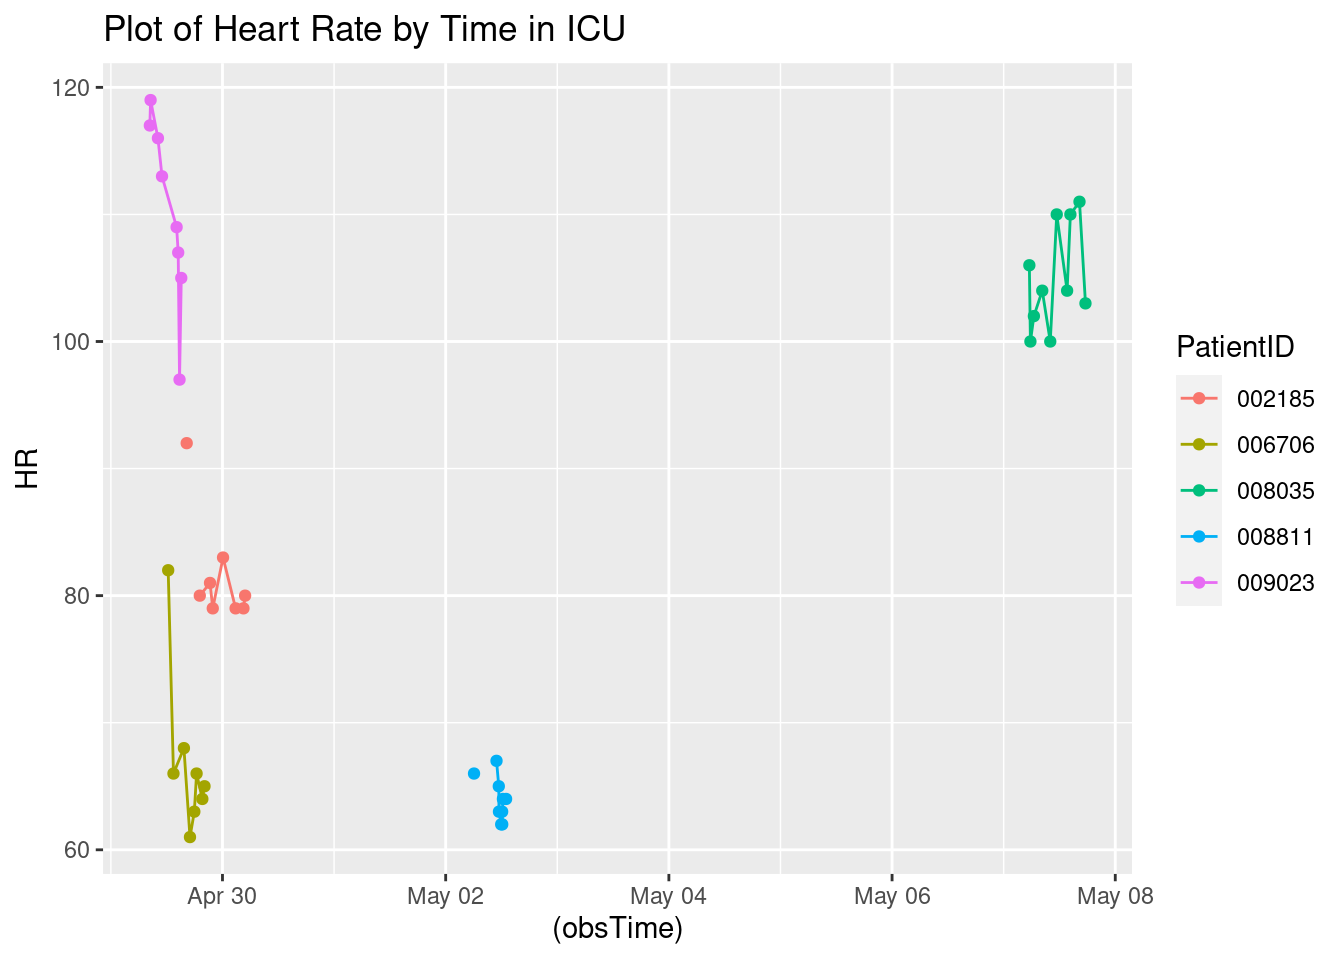 Plot of Heart Rate by Time in ICU
120
100
80
60
HR
Apr 30
May 02
May 04
May 06
May 08
(obsTime)
PatientID
002185
006706
008035
008811
009023